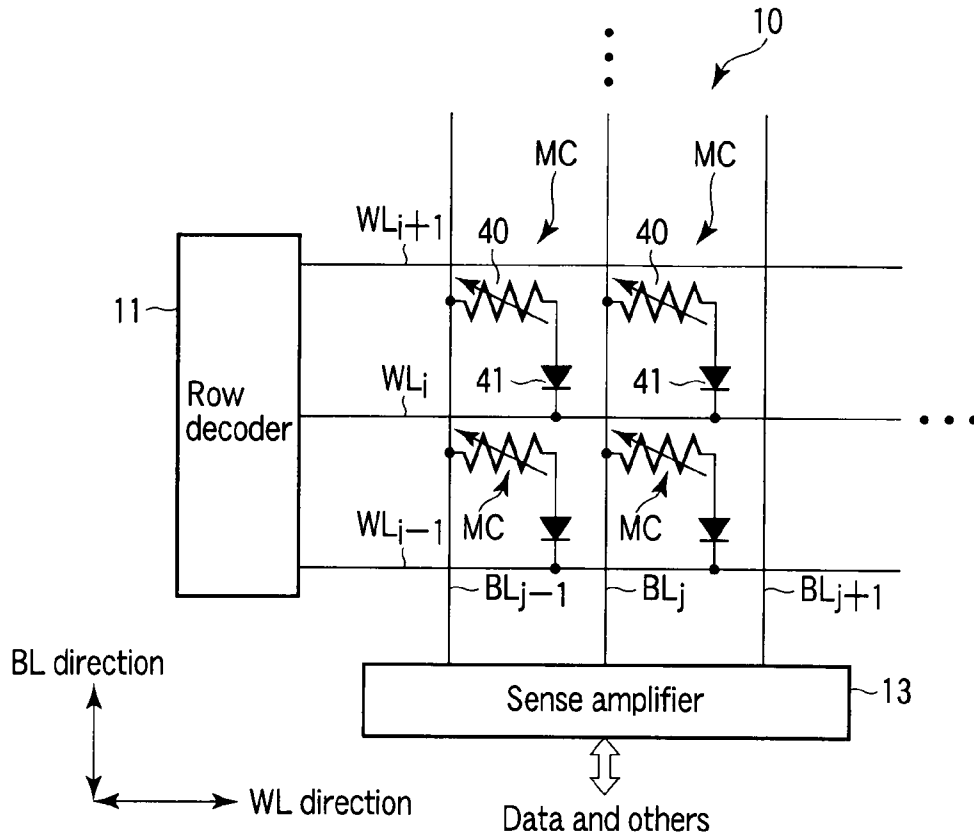 10
MC
MC
WLi+1
40
40
11
Row
decoder
WLi
41
41
MC
MC
WLi-1
BLj-1
BLj
BLj+1
BL direction
Sense amplifier
13
WL direction
Data and others